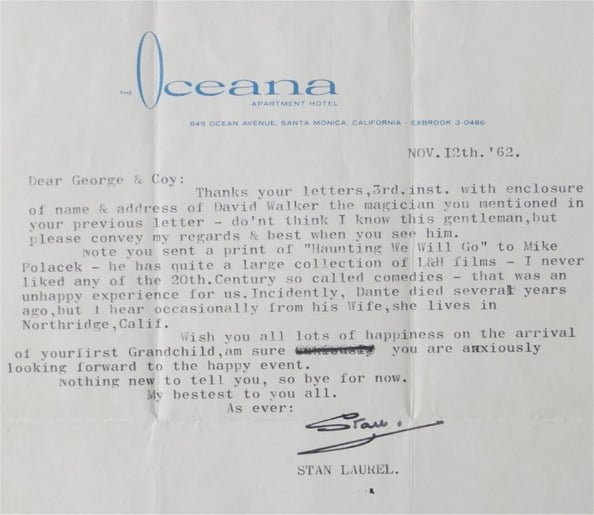 THE Oceana
APARTMENT HOTEL
849 OCEAN AVENUE, SANTA MONICA, CALIFORNIA · EXBROOK 3-0486
NOV.I2th.'62.
Dear George & Coy:
Thanks your letters,3rd.inst. with enclosure
of name & address of David Walker the magician you mentioned in
your previous letter - do'nt think I know this gentleman,but
please convey my regards & best when you see him.
Note you sent a print of "Haunting We Will Go" to Mike
Polacek - he has quite a large collection of L&H films - I never
liked any of the 20th.Century so called comedies - that was an
unhappy experience for us.Incidently, Dante died several years
ago,but I hear occasionally from his Wife,she lives in
Northridge,Calif.
Wish you all lots of happiness on the arrival
of yourfirst Grandchild,am sure you are anxiously
looking forward to the happy event.
Nothing new to tell you, so bye for now.
My bestest to you all.
As ever:
Stan.
STAN LAUREL.